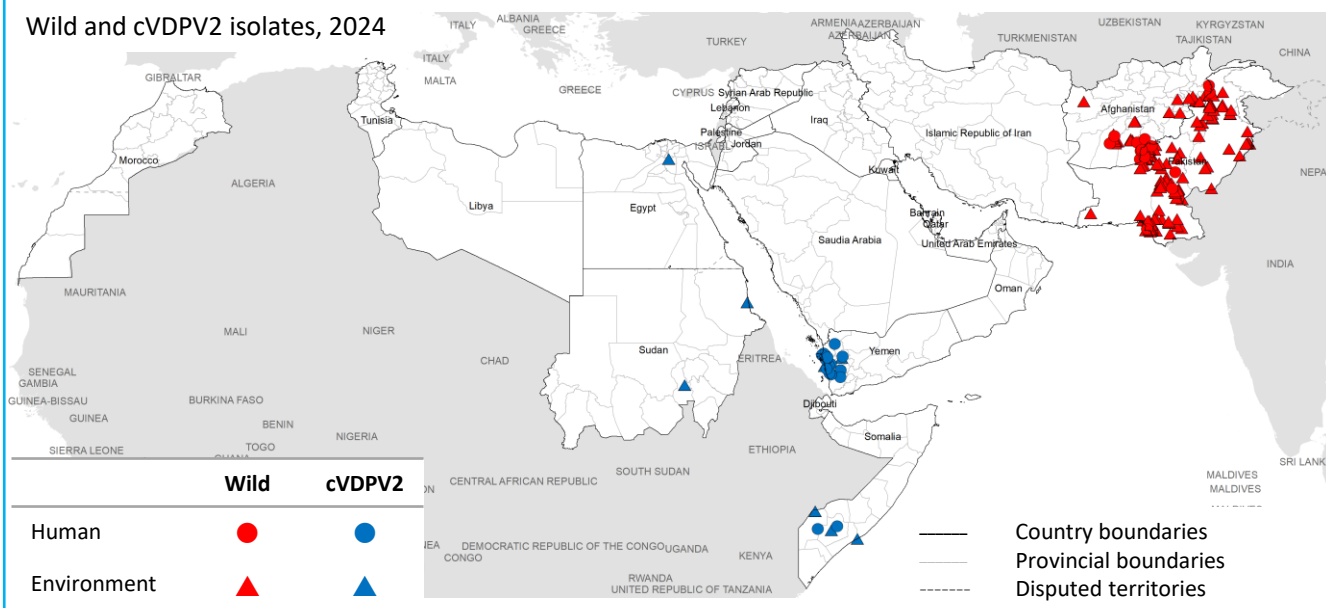 Wild and cVDPV2 isolates, 2024
ITALY
ALBANIA
GREECE
ARMENIA
AZERBAIJAN
AZERBAIJAN
UZBEKISTAN
KYRGYZSTAN
TURKEY
TURKMENISTAN
TAJIKISTAN
CHINA
ITALY
GIBRALTAR
MALTA
GREECE
CYPRUS
Syrian Arab Republic
Lebanon
Afghanistan
Tunisia
Iraq
Islamic Republic of Iran
Palestine
ISRAEL
Jordan
Morocco
Kuwait
Pakistan
NEPA
ALGERIA
Libya
Egypt
Bahrain
Qatar
Saudia Arabia
United Arab Emirates
INDIA
Oman
MAURITANIA
MALI
NIGER
CHAD
Sudan
ERITREA
Yemen
SENEGAL
GAMBIA
GUINEA-BISSAU
BURKINA FASO
Djibouti
GUINEA
BENIN
NIGERIA
Somalia
SIERRA LEONE
TOGO
ETHIOPIA
SRI LANK
SOUTH SUDAN
MALDIVES
MALDIVES
CENTRAL AFRICAN REPUBLIC
Wild
cVDPV2
Human
Environment
DEMOCRATIC REPUBLIC OF THE CONGO
UGANDA
CONGO
KENYA
RWANDA
UNITED REPUBLIC OF TANZANIA
Country boundaries
Provincial boundaries
Disputed territories